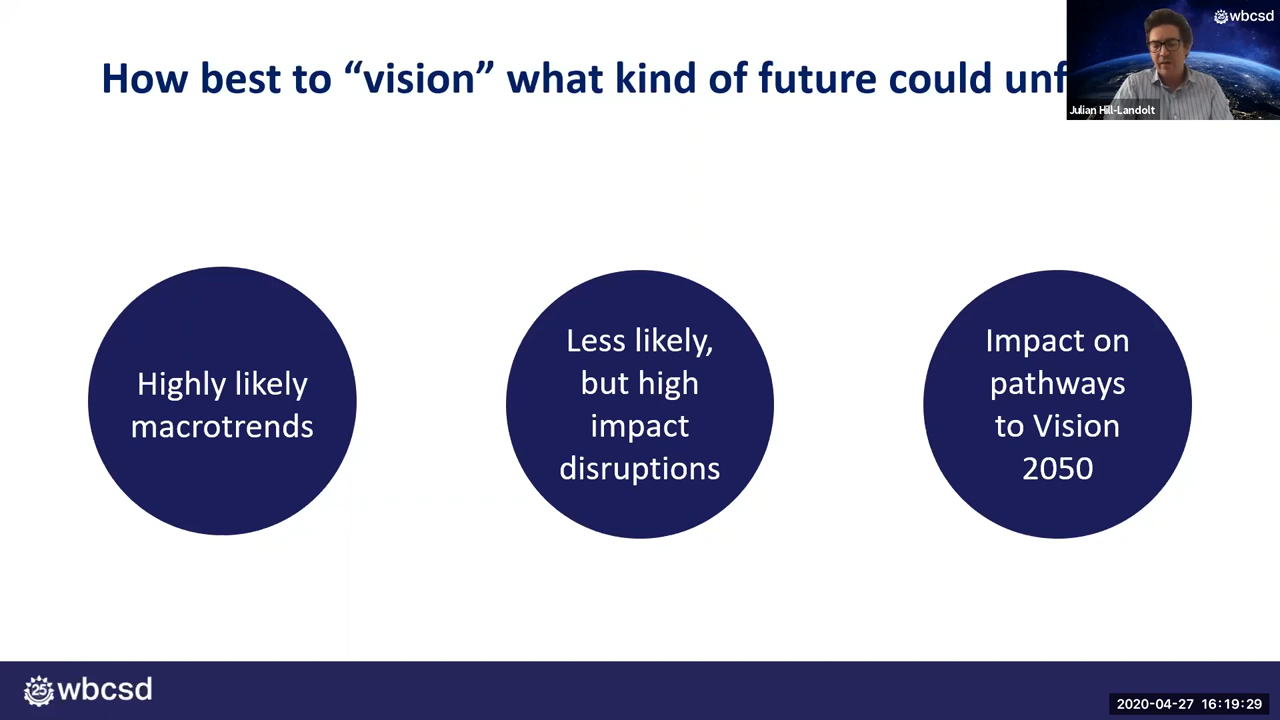 How best to “vision” what kind of future could unf
wbcsd
Julian Hill-Landolt
Highly likely
macrotrends
Less likely,
but high
impact
disruptions
Impact on
pathways
to Vision
2050
25
wbcsd
2020-04-27 16:19:29